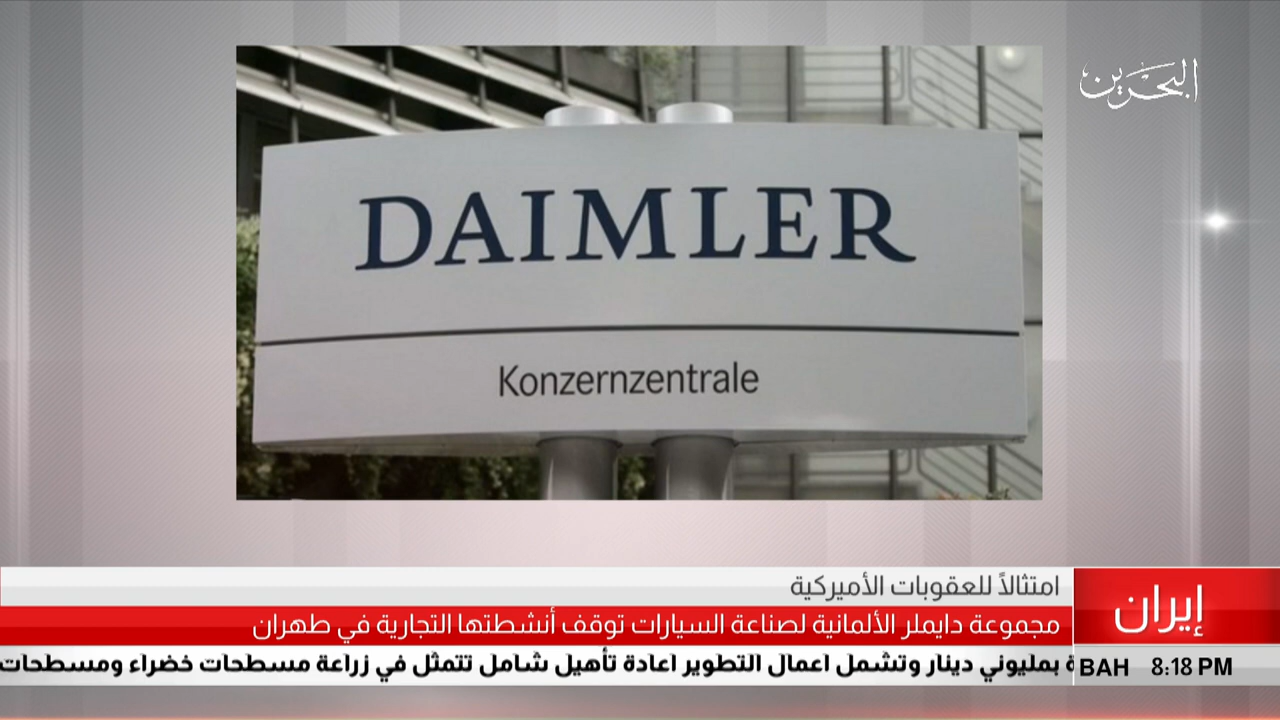 البحرين
DAIMLER
Konzernzentrale
امتثالاً للعقوبات الأميركية
إيران
مجموعة دايملر الألمانية لصناعة السيارات توقف أنشطتها التجارية في طهران
بمليوني دينار وتشمل اعمال التطوير اعادة تأهيل شامل تتمثل في زراعة مسطحات خضراء ومسطحات
BAH 8:18 PM